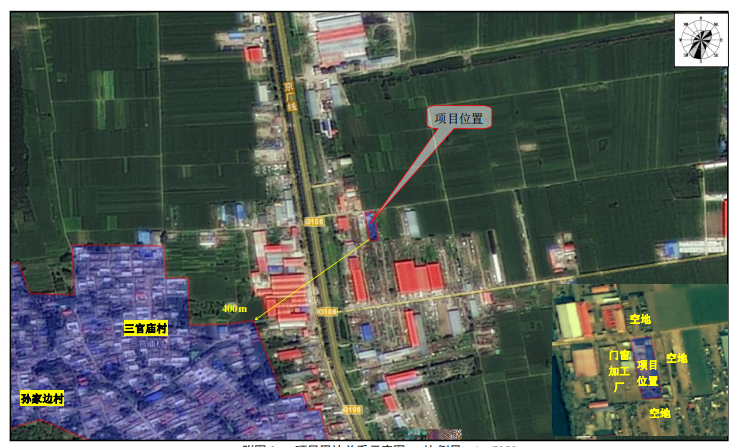 京广线
项目位置
G106
400m
G106
三官庙村
孙家边村
G106
空地
门窗
加工
厂
项目
位置
空地
空地